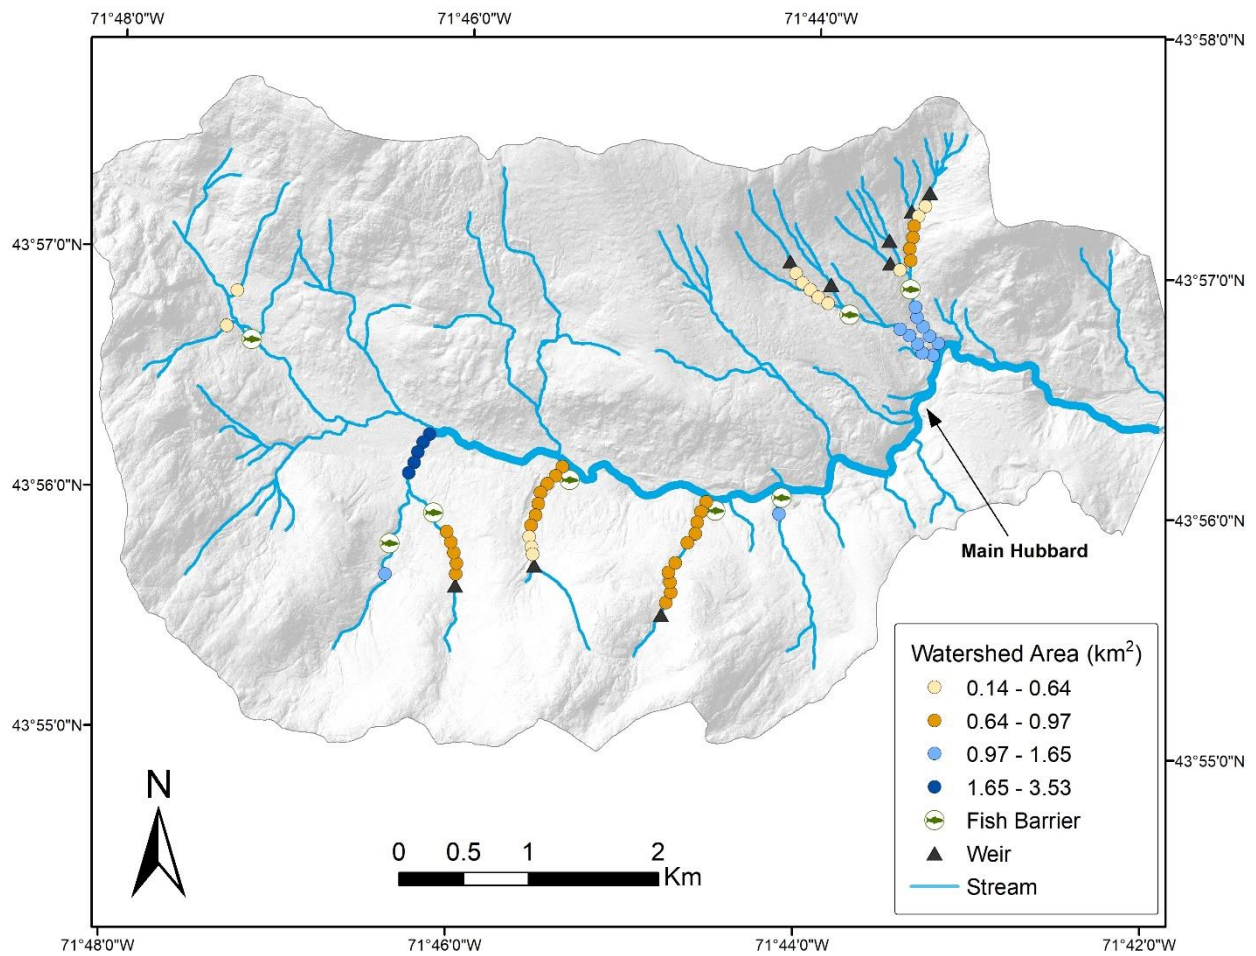 71°48'0"W
71°46'0"W
71°44'0"W
43°58'0"N
43°57'0"N
43°57'0"N
43°56'0"N
43°56'0"N
Main Hubbard
43°55'0"N
43°55'0"N
Watershed Area (km²)
0.14 - 0.64
0.64 - 0.97
0.97 - 1.65
1.65 - 3.53
Fish Barrier
Weir
Stream
N
0 0.5 1 2
Km
71°48'0"W
71°46'0"W
71°44'0"W
71°42'0"W